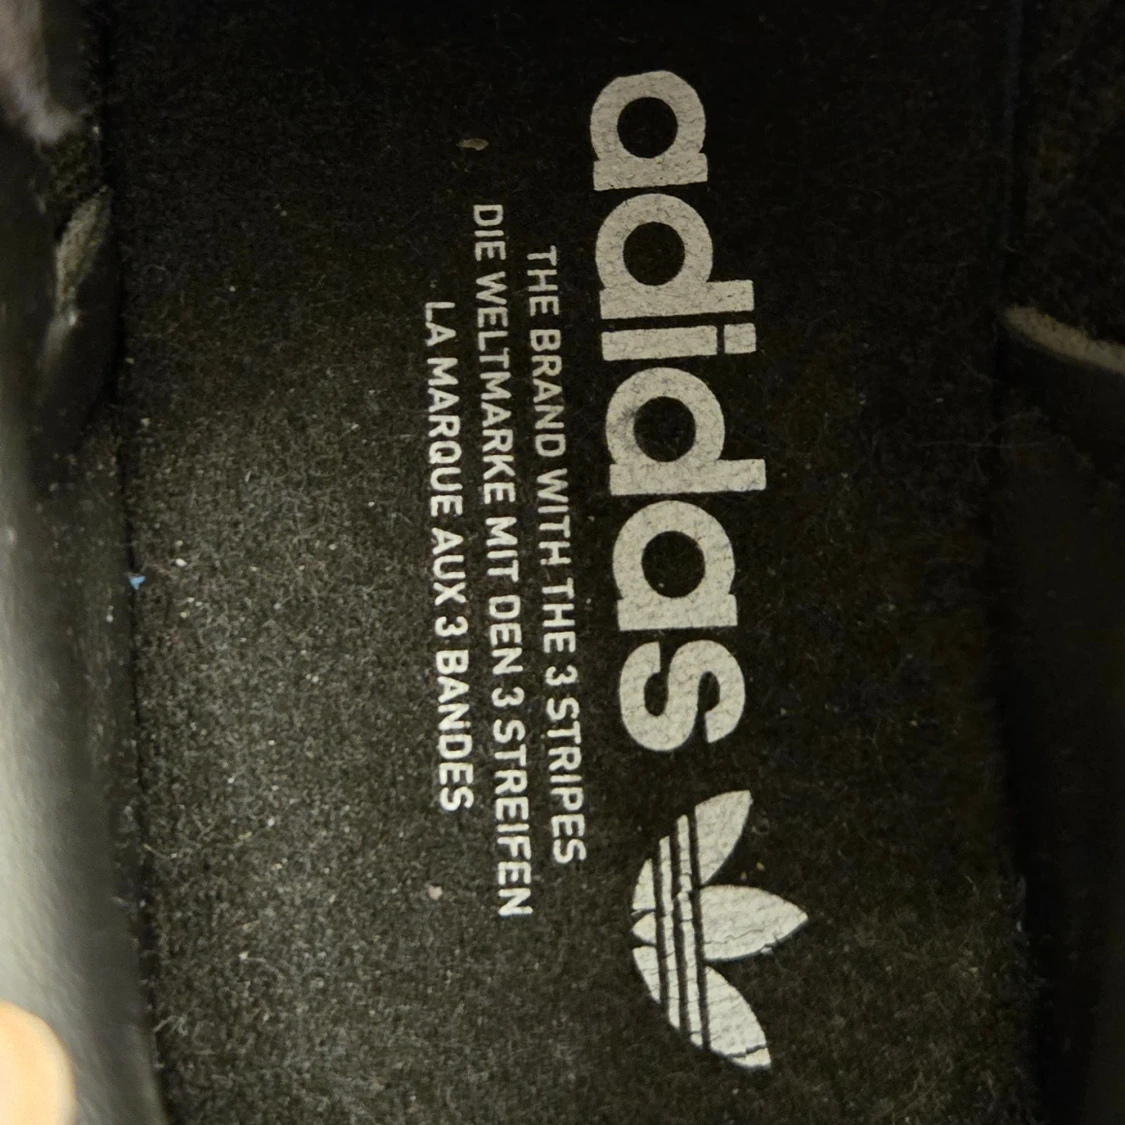 adidas
THE BRAND WITH THE 3 STRIPES
DIE WELTMARKE MIT DEN 3 STREIFEN
LA MARQUE AUX 3 BANDES